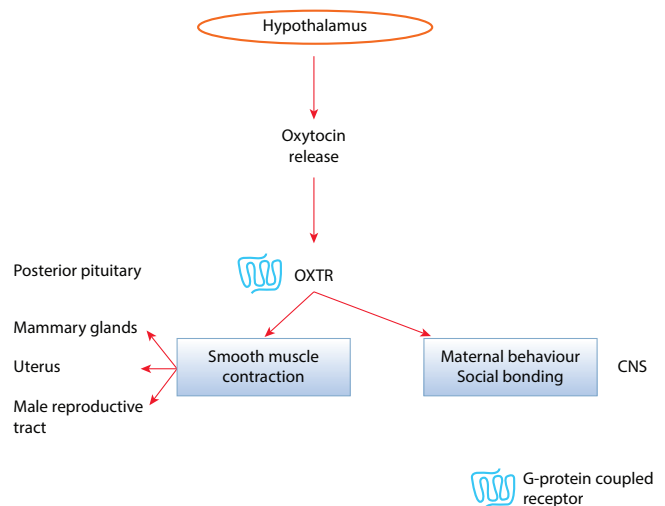 Hypothalamus
Oxytocin
release
Posterior pituitary
OXTR
Mammary glands
Uterus
Male reproductive
tract
Smooth muscle
contraction
Maternal behaviour
Social bonding
CNS
G-protein coupled
receptor